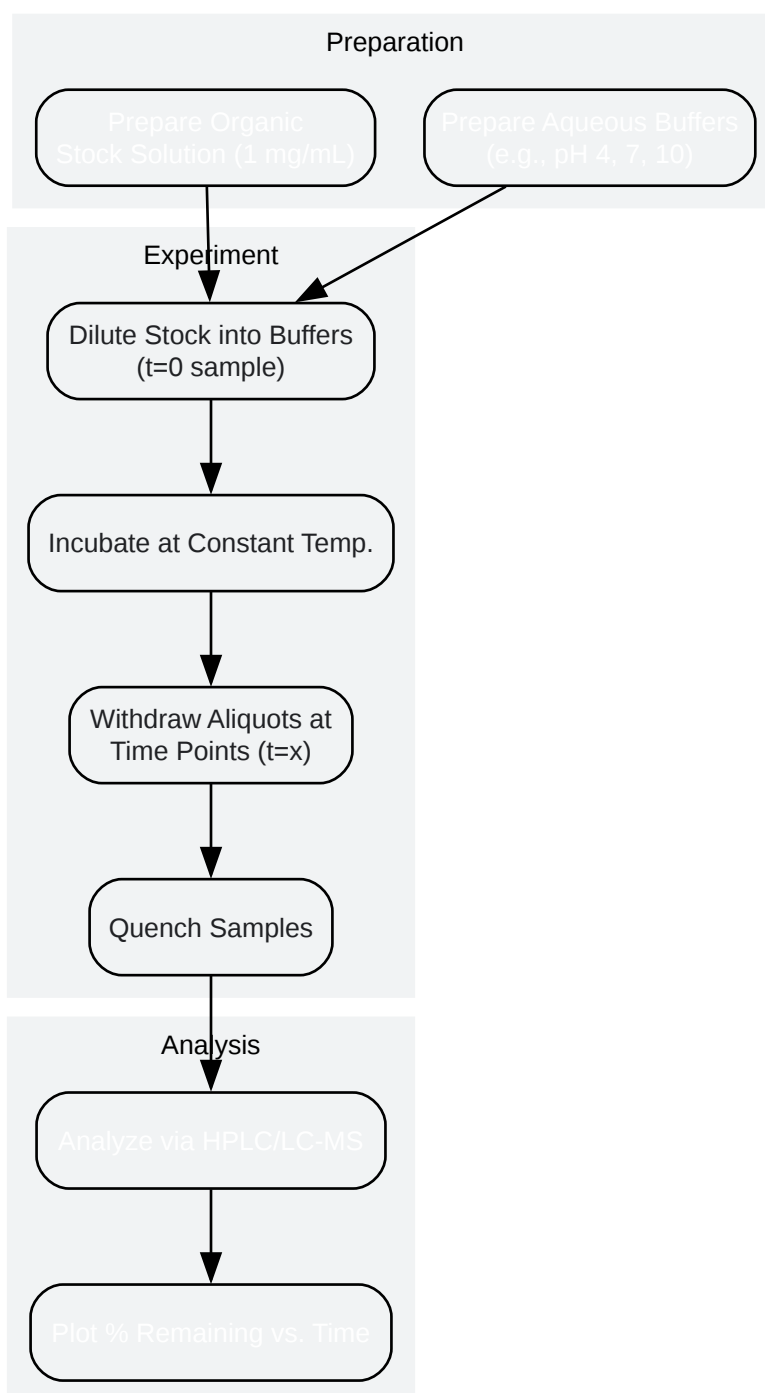 Preparation
Prepare Organic
Stock Solution (1 mg/mL)
Prepare Aqueous Buffers
(e.g., pH 4, 7, 10)
Experiment
Dilute Stock into Buffers
(t=0 sample)
Incubate at Constant Temp.
Withdraw Aliquots at
Time Points (t=x)
Quench Samples
Analysis
Analyze via HPLC/LC-MS
Plot % Remaining vs. Time